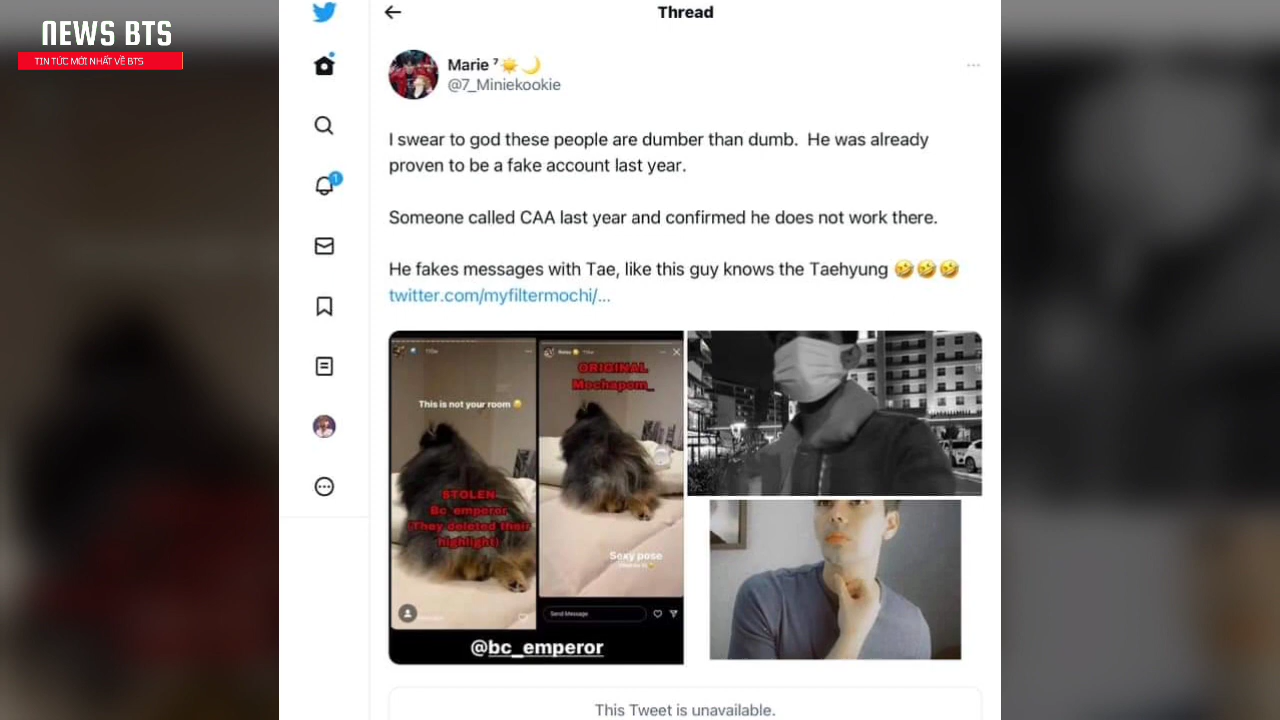 NEWS BTS
TIN TỨC MỚI NHẤT VỀ BTS
Thread
Marie ⁷☀️🌙
@7_Miniekookie
I swear to god these people are dumber than dumb.  He was already
proven to be a fake account last year.
Someone called CAA last year and confirmed he does not work there.
He fakes messages with Tae, like this guy knows the Taehyung 🤣🤣🤣
twitter.com/myfiltermochi/...
1
This is not your room
STOLEN
Bc_emperor
(They deleted their
highlight)
ORIGINAL
Mochapom_
Sexy pose
Send Message
@bc_emperor
This Tweet is unavailable.